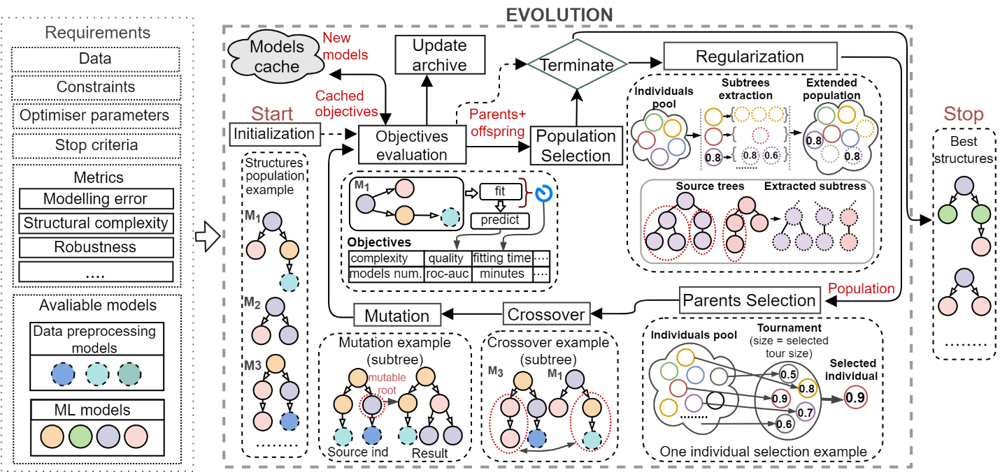 EVOLUTION
Requirements
Data
Constraints
Optimiser parameters
Stop criteria
Metrics
Modelling error
Structural complexity
Robustness
....
Avaliable models
Data preprocessing
models
ML models
Models
cache
New
models
Cached
objectives
Update
archive
Terminate
Regularization
Start
Initialization
Objectives
evaluation
Parents+
offspring
Population
Selection
Structures
population
example
M1
M2
M3
..........
M1
fit
predict
Objectives
complexity
quality
fitting time
....
models num.
roc-auc
minutes
....
Individuals
pool
Subtrees
extraction
Extended
population
0.8
0.8
0.6
.......
0.8
0.8
Source trees
Extracted subtress
Population
Parents Selection
Crossover
Mutation
Mutation example
(subtree)
mutable
root
Source ind
Result
Crossover example
(subtree)
M3
M1
Individuals pool
Tournament
(size = selected
tour size)
Selected
individual
0.5
0.8
0.9
0.7
0.6
0.9
........
One individual selection example
Stop
Best
structures
..........